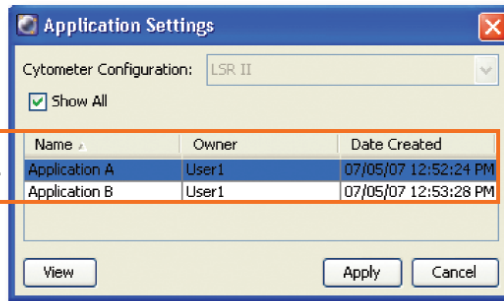 Application Settings
Cytometer Configuration: LSR II
Show All
Name Owner Date Created
Application A User1 07/05/07 12:52:24 PM
Application B User1 07/05/07 12:53:28 PM
View Apply Cancel